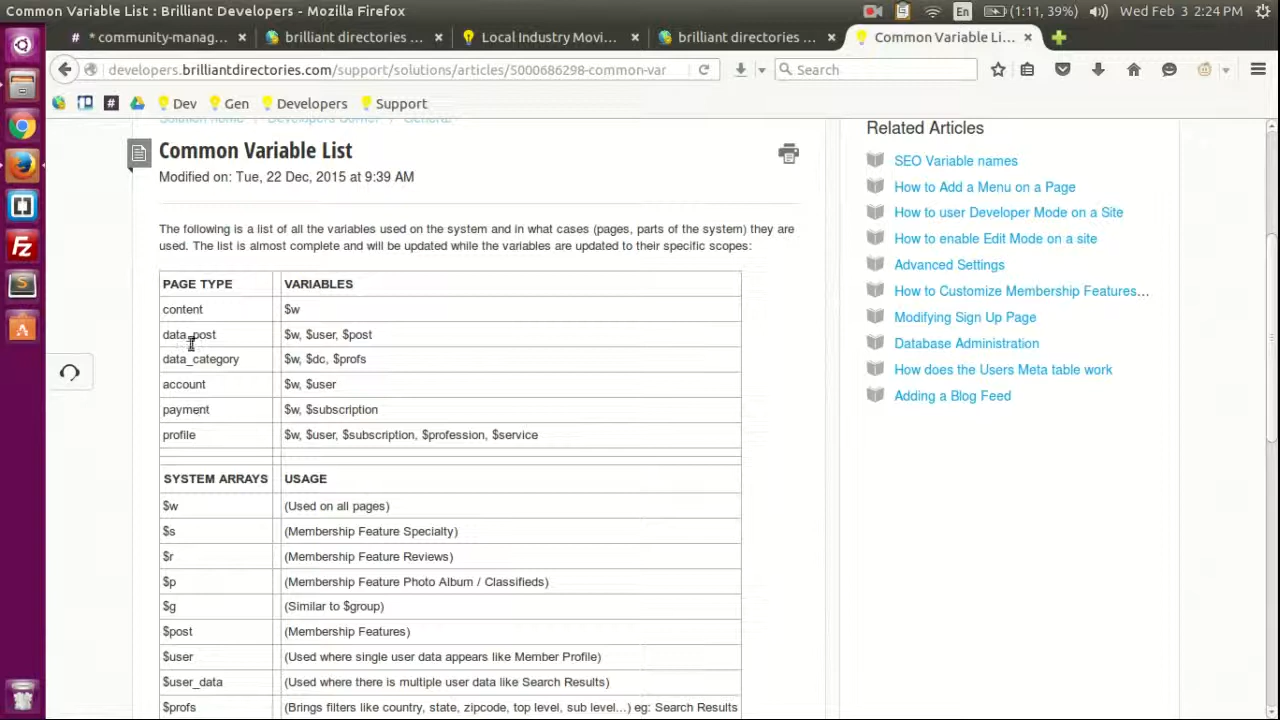 Common Variable List : Brilliant Developers - Mozilla Firefox
En (1:11, 39%) Wed Feb 3 2:24 PM
# * community-manag... × brilliant directories ... × Local Industry Movi... × brilliant directories ... × Common Variable Li... ×
developers.brilliantdirectories.com/support/solutions/articles/5000686298-common-var Search
# Dev Gen Developers Support
Solution home Developers Corner General
Common Variable List
Modified on: Tue, 22 Dec, 2015 at 9:39 AM
The following is a list of all the variables used on the system and in what cases (pages, parts of the system) they are
used. The list is almost complete and will be updated while the variables are updated to their specific scopes:
PAGE TYPE VARIABLES
content $w
data_post $w, $user, $post
data_category $w, $dc, $profs
account $w, $user
payment $w, $subscription
profile $w, $user, $subscription, $profession, $service
SYSTEM ARRAYS USAGE
$w (Used on all pages)
$s (Membership Feature Specialty)
$r (Membership Feature Reviews)
$p (Membership Feature Photo Album / Classifieds)
$g (Similar to $group)
$post (Membership Features)
$user (Used where single user data appears like Member Profile)
$user_data (Used where there is multiple user data like Search Results)
$profs (Brings filters like country, state, zipcode, top level, sub level...) eg: Search Results
Related Articles
SEO Variable names
How to Add a Menu on a Page
How to user Developer Mode on a Site
How to enable Edit Mode on a site
Advanced Settings
How to Customize Membership Features...
Modifying Sign Up Page
Database Administration
How does the Users Meta table work
Adding a Blog Feed